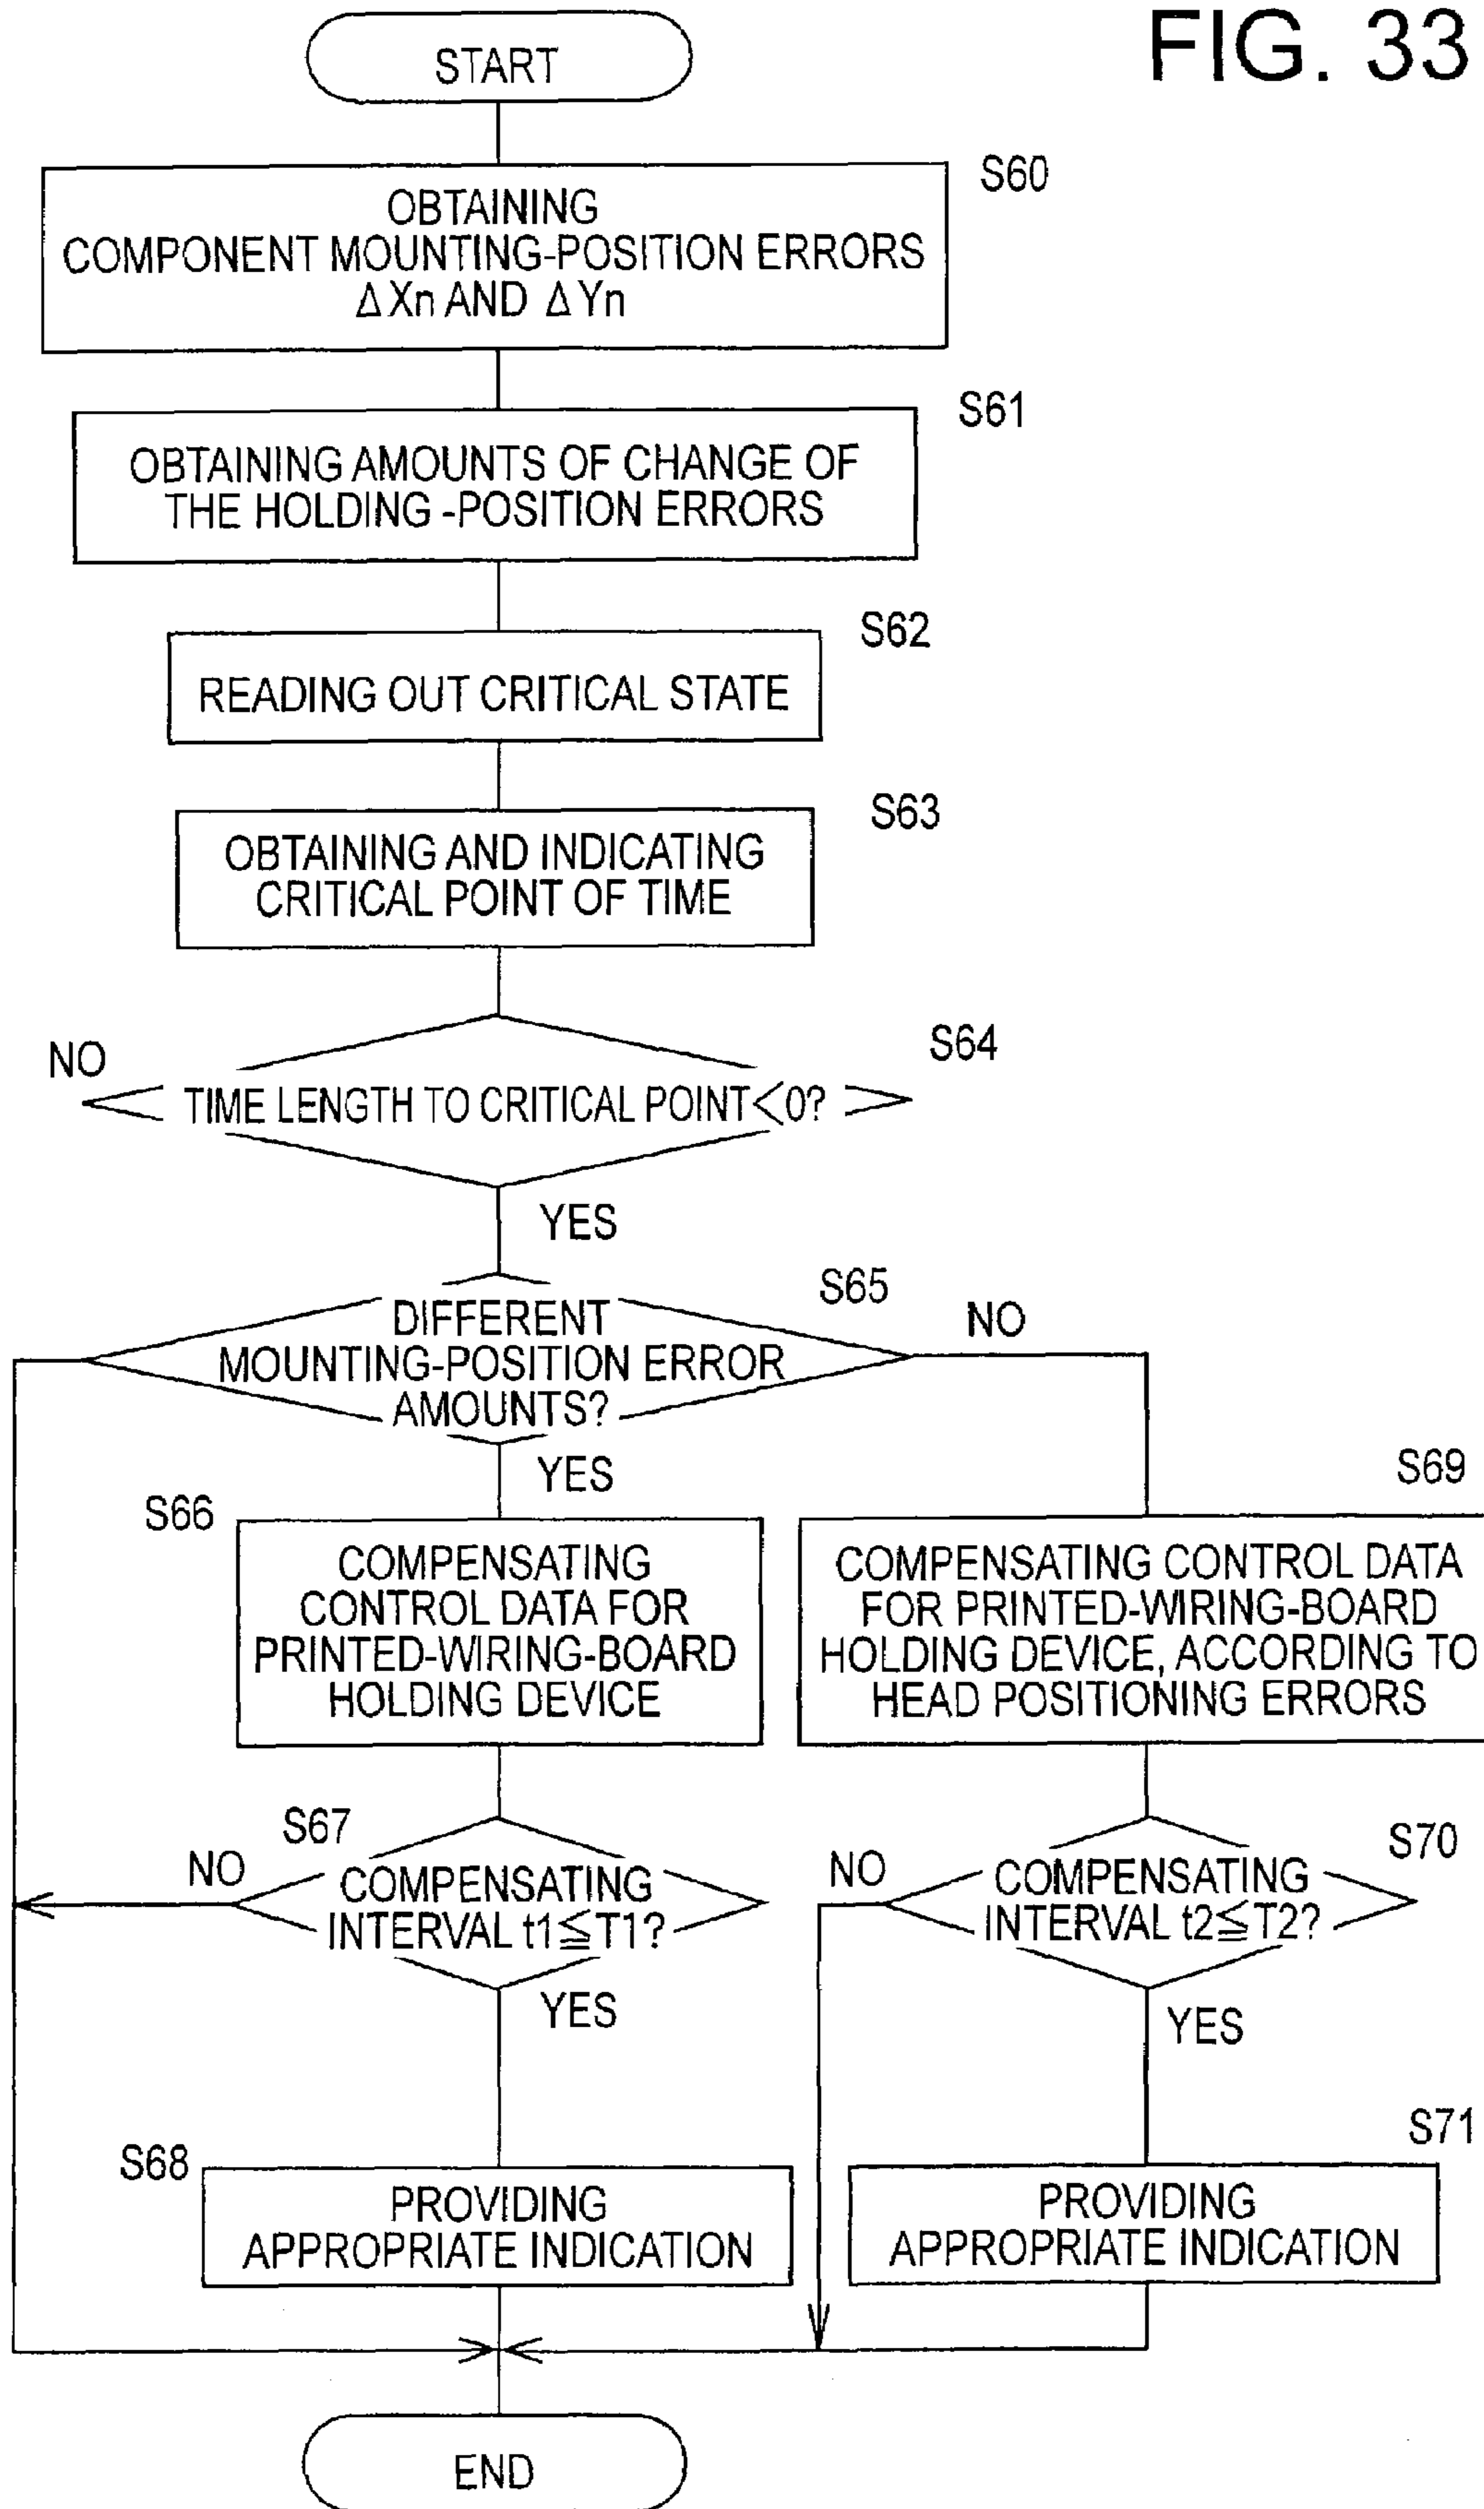 FIG. 33
START
S60
OBTAINING
COMPONENT MOUNTING-POSITION ERRORS
ΔXn AND ΔYn
S61
OBTAINING AMOUNTS OF CHANGE OF
THE HOLDING -POSITION ERRORS
S62
READING OUT CRITICAL STATE
S63
OBTAINING AND INDICATING
CRITICAL POINT OF TIME
S64
NO
TIME LENGTH TO CRITICAL POINT<0?
YES
S65
DIFFERENT
MOUNTING-POSITION ERROR
AMOUNTS?
NO
YES
S66
COMPENSATING
CONTROL DATA FOR
PRINTED-WIRING-BOARD
HOLDING DEVICE
S69
COMPENSATING CONTROL DATA
FOR PRINTED-WIRING-BOARD
HOLDING DEVICE, ACCORDING TO
HEAD POSITIONING ERRORS
S67
NO
COMPENSATING
INTERVAL t1≦T1?
YES
S70
NO
COMPENSATING
INTERVAL t2≦T2?
YES
S68
PROVIDING
APPROPRIATE INDICATION
S71
PROVIDING
APPROPRIATE INDICATION
END